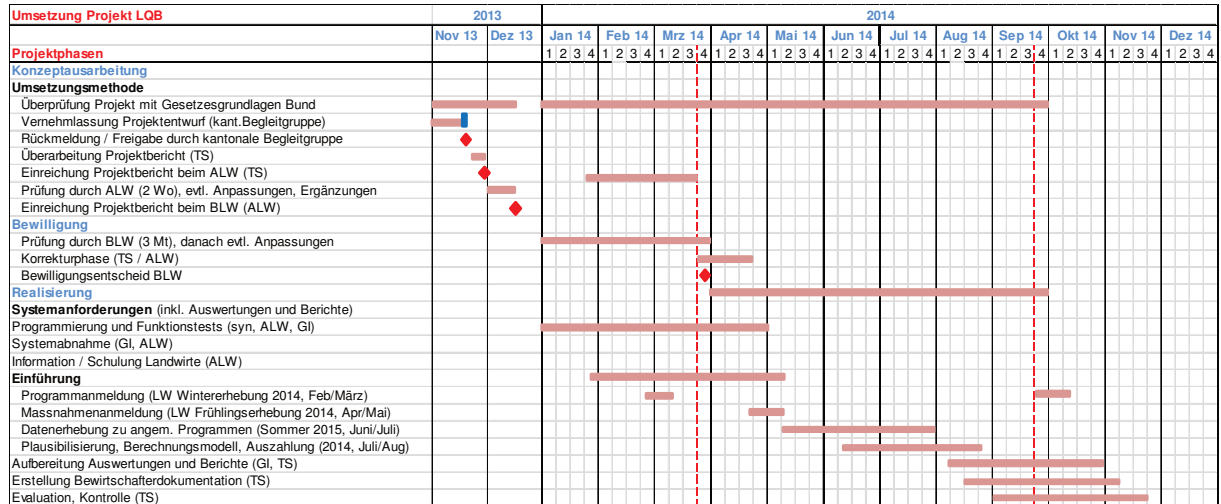 Umsetzung Projekt LQB 2013 2014
Nov 13 Dez 13 Jan 14 Feb 14 Mrz 14 Apr 14 Mai 14 Jun 14 Jul 14 Aug 14 Sep 14 Okt 14 Nov 14 Dez 14
Projektphasen 1 2 3 4 1 2 3 4 1 2 3 4 1 2 3 4 1 2 3 4 1 2 3 4 1 2 3 4 1 2 3 4 1 2 3 4 1 2 3 4 1 2 3 4 1 2 3 4
Konzeptausarbeitung
Umsetzungsmethode
Überprüfung Projekt mit Gesetzesgrundlagen Bund
Vernehmlassung Projektentwurf (kant.Begleitgruppe)
Rückmeldung / Freigabe durch kantonale Begleitgruppe
Überarbeitung Projektbericht (TS)
Einreichung Projektbericht beim ALW (TS)
Prüfung durch ALW (2 Wo), evtl. Anpassungen, Ergänzungen
Einreichung Projektbericht beim BLW (ALW)
Bewilligung
Prüfung durch BLW (3 Mt), danach evtl. Anpassungen
Korrekturphase (TS / ALW)
Bewilligungsentscheid BLW
Realisierung
Systemanforderungen (inkl. Auswertungen und Berichte)
Programmierung und Funktionstests (syn, ALW, GI)
Systemabnahme (GI, ALW)
Information / Schulung Landwirte (ALW)
Einführung
Programmanmeldung (LW Wintererhebung 2014, Feb/März)
Massnahmenanmeldung (LW Frühlingserhebung 2014, Apr/Mai)
Datenerhebung zu angem. Programmen (Sommer 2015, Juni/Juli)
Plausibilisierung, Berechnungsmodell, Auszahlung (2014, Juli/Aug)
Aufbereitung Auswertungen und Berichte (GI, TS)
Erstellung Bewirtschafterdokumentation (TS)
Evaluation, Kontrolle (TS)